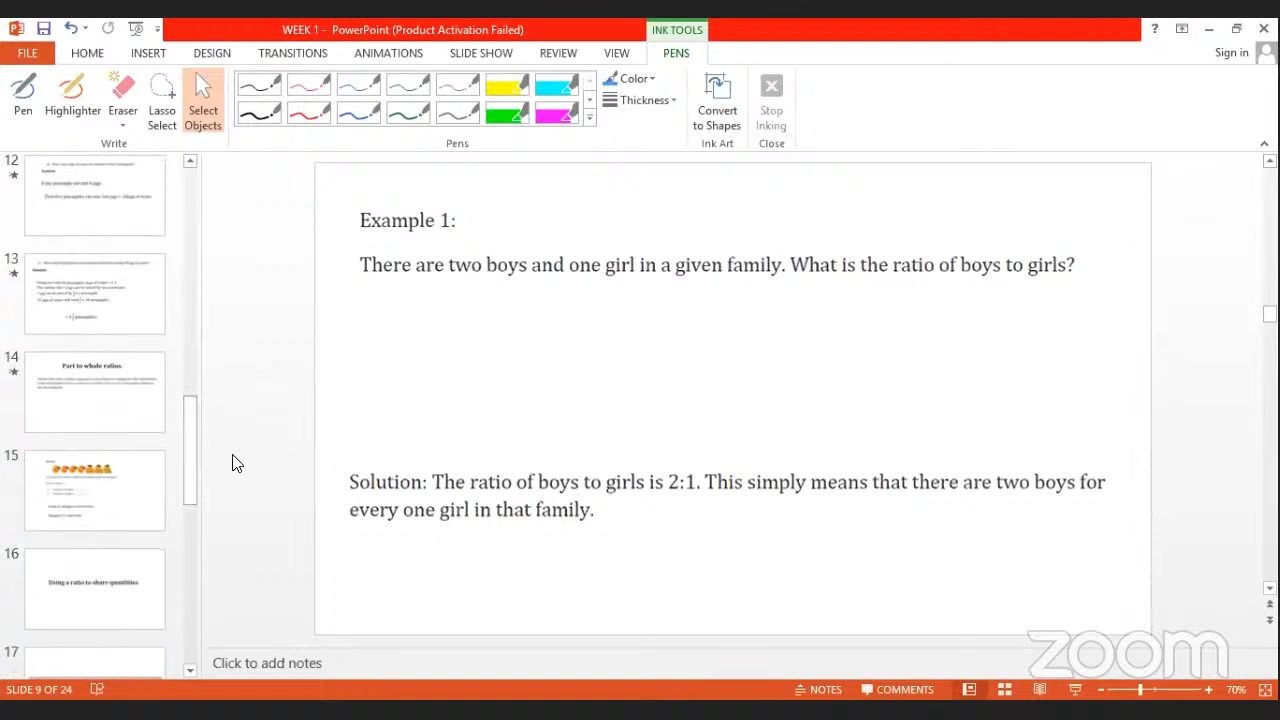 WEEK 1 - PowerPoint (Product Activation Failed)
INK TOOLS
?
FILE HOME INSERT DESIGN TRANSITIONS ANIMATIONS SLIDE SHOW REVIEW VIEW PENS
Sign in
Pen Highlighter Eraser Lasso Select Select Objects
Color
Thickness
Convert to Shapes
Stop Inking
Write Pens Ink Art Close
12
13
14
Part to whole ratios.
15
16
Using a ratio to share quantities
17
Example 1:
There are two boys and one girl in a given family. What is the ratio of boys to girls?
Solution: The ratio of boys to girls is 2:1. This simply means that there are two boys for
every one girl in that family.
Click to add notes
zoom
SLIDE 9 OF 24 NOTES COMMENTS 70%